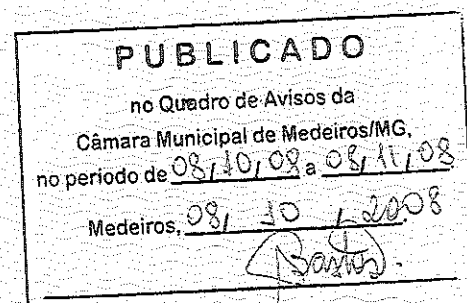 PUBLICADO
no Quadro de Avisos da
Câmara Municipal de Medeiros/MG,
no período de 08/10/08 a 08/11/08
Medeiros, 08/ 10 /2008
Bastos.